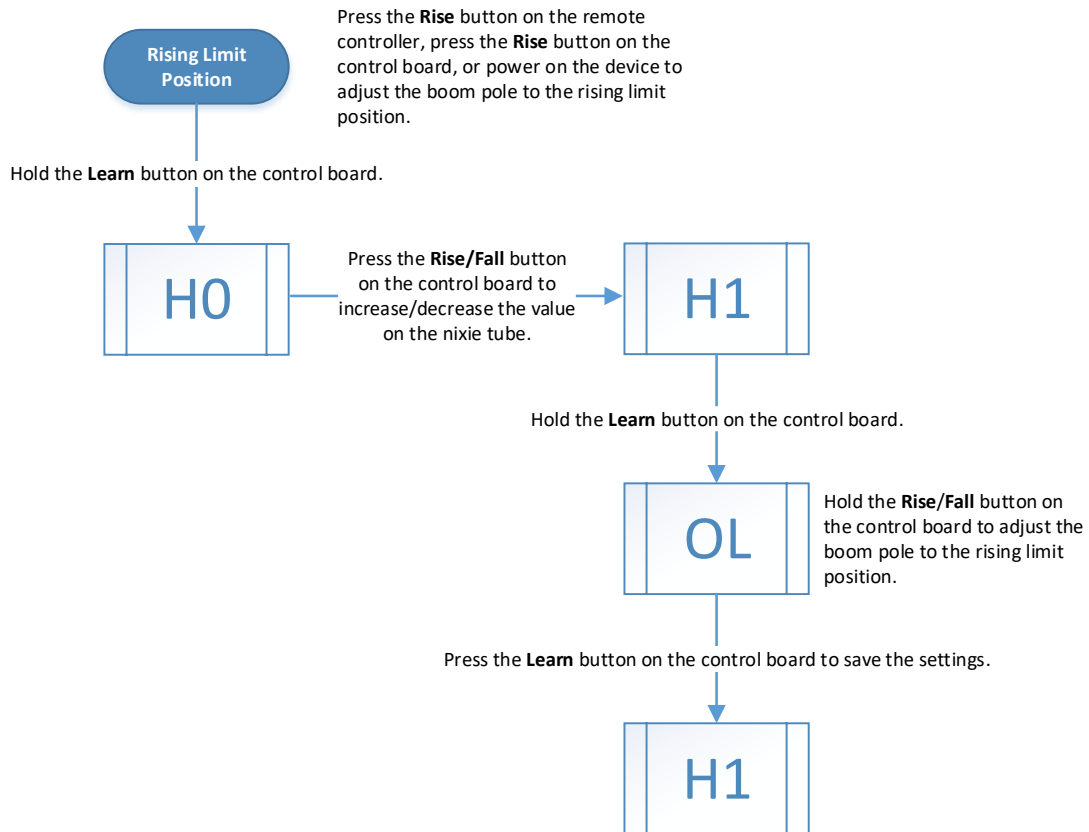 Press the Rise button on the remote
controller, press the Rise button on the
control board, or power on the device to
adjust the boom pole to the rising limit
position.
Rising Limit
Position
Hold the Learn button on the control board.
H0
Press the Rise/Fall button
on the control board to
increase/decrease the value
on the nixie tube.
H1
Hold the Learn button on the control board.
OL
Hold the Rise/Fall button on
the control board to adjust the
boom pole to the rising limit
position.
Press the Learn button on the control board to save the settings.
H1